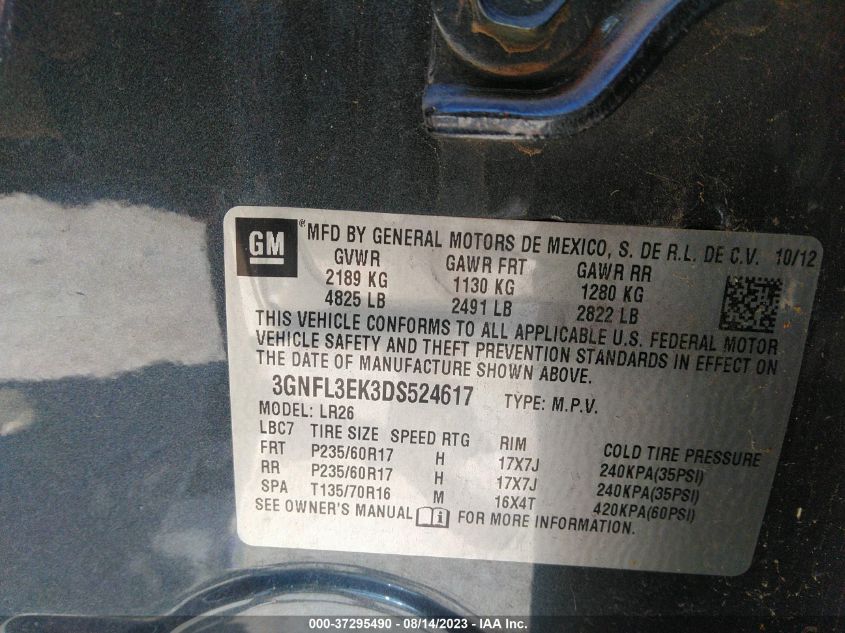 GM ® MFD BY GENERAL MOTORS DE MEXICO, S. DE R.L. DE C.V. 10/12
GVWR GAWR FRT GAWR RR
2189 KG 1130 KG 1280 KG
4825 LB 2491 LB 2822 LB
THIS VEHICLE CONFORMS TO ALL APPLICABLE U.S. FEDERAL MOTOR
VEHICLE SAFETY AND THEFT PREVENTION STANDARDS IN EFFECT ON
THE DATE OF MANUFACTURE SHOWN ABOVE.
3GNFL3EK3DS524617 TYPE: M.P.V.
MODEL: LR26
LBC7 TIRE SIZE SPEED RTG RIM COLD TIRE PRESSURE
FRT P235/60R17 H 17X7J 240KPA(35PSI)
RR P235/60R17 H 17X7J 240KPA(35PSI)
SPA T135/70R16 M 16X4T 420KPA(60PSI)
SEE OWNER'S MANUAL FOR MORE INFORMATION.
000-37295490 - 08/14/2023 - IAA Inc.